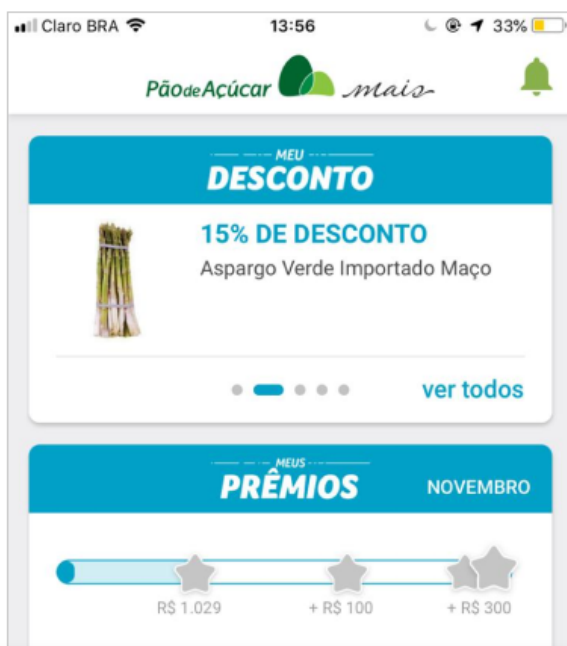 Claro BRA 13:56 33%
PãodeAçúcar mais
MEU
DESCONTO
15% DE DESCONTO
Aspargo Verde Importado Maço
ver todos
MEUS
PRÊMIOS NOVEMBRO
R$ 1.029 + R$ 100 + R$ 300